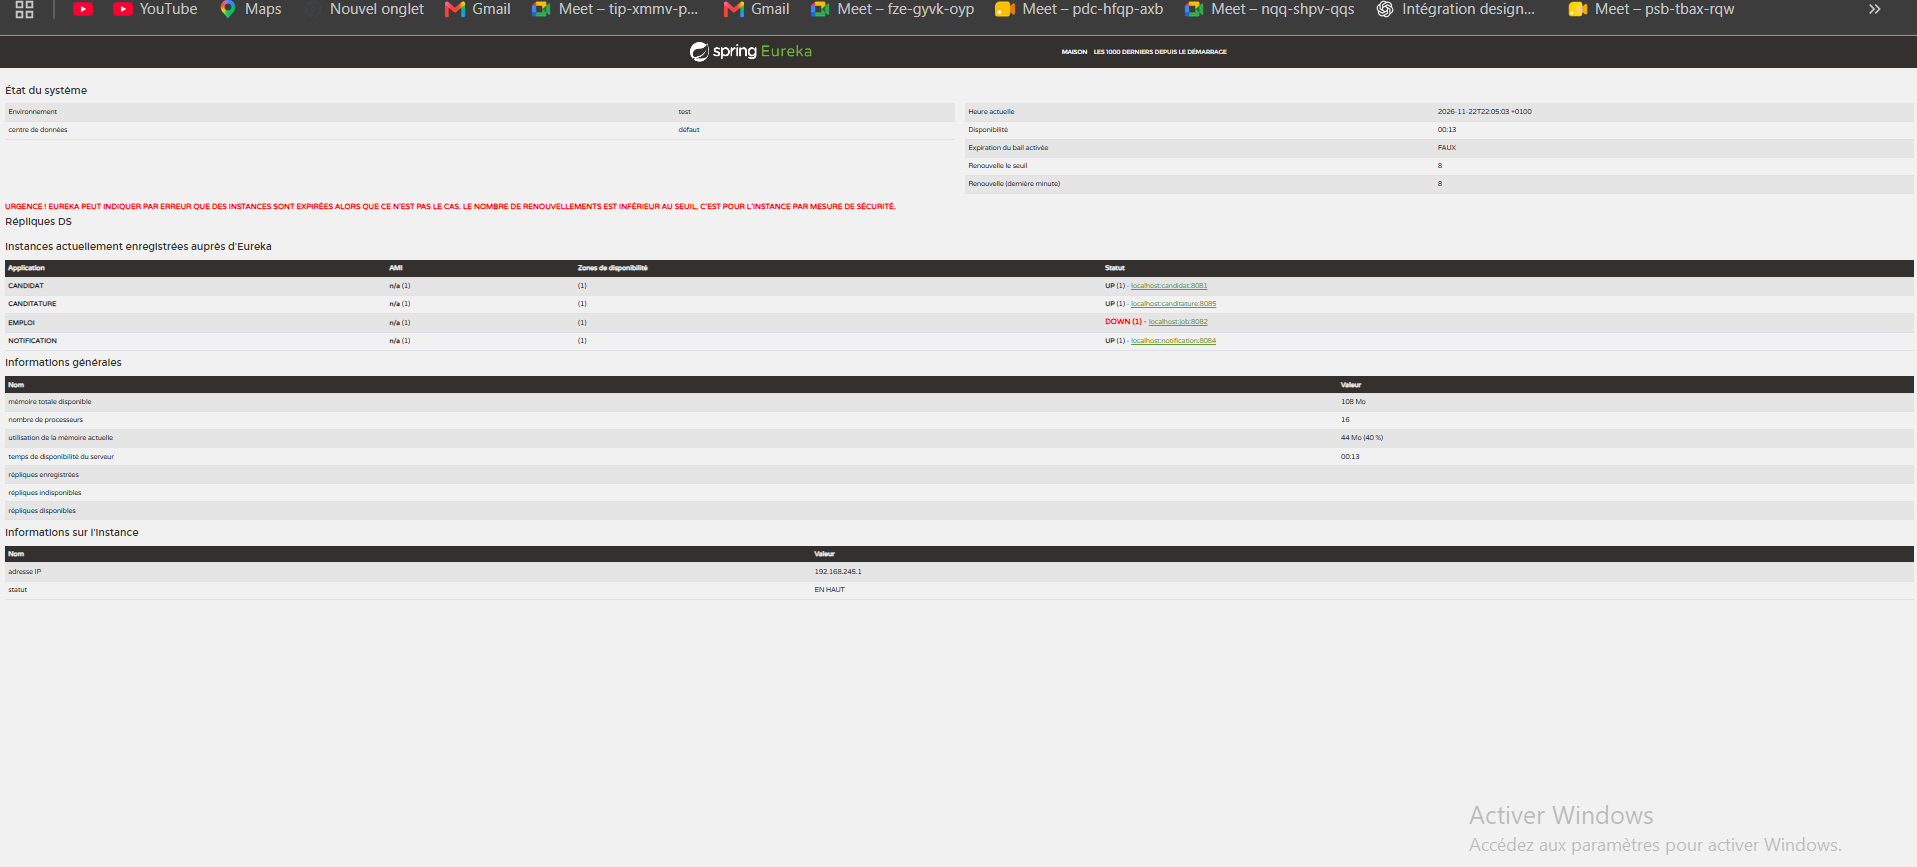 YouTube Maps Nouvel onglet Gmail Meet – tip-xmmv-p... Gmail Meet – fze-gyvk-oyp Meet – pdc-hfqp-axb Meet – nqq-shpv-qqs Intégration design... Meet – psb-tbax-rqw »
spring Eureka MAISON LES 1000 DERNIERS DEPUIS LE DÉMARRAGE
État du système
Environnement test Heure actuelle 2026-11-22T22:05:03 +0100
centre de données défaut Disponibilité 00:13
Expiration du bail activée FAUX
Renouvelle le seuil 8
Renouvelle (dernière minute) 8
URGENCE ! EUREKA PEUT INDIQUER PAR ERREUR QUE DES INSTANCES SONT EXPIRÉES ALORS QUE CE N'EST PAS LE CAS. LE NOMBRE DE RENOUVELLEMENTS EST INFÉRIEUR AU SEUIL, C'EST POUR L'INSTANCE PAR MESURE DE SÉCURITÉ.
Répliques DS
Instances actuellement enregistrées auprès d'Eureka
Application AMI Zones de disponibilité Statut
CANDIDAT n/a (1) (1) UP (1) - localhost:candidat:8081
CANDITATURE n/a (1) (1) UP (1) - localhost:canditature:8085
EMPLOI n/a (1) (1) DOWN (1) - localhost:job:8082
NOTIFICATION n/a (1) (1) UP (1) - localhost:notification:8084
Informations générales
Nom Valeur
mémoire totale disponible 108 Mo
nombre de processeurs 16
utilisation de la mémoire actuelle 44 Mo (40 %)
temps de disponibilité du serveur 00:13
répliques enregistrées
répliques indisponibles
répliques disponibles
Informations sur l'instance
Nom Valeur
adresse IP 192.168.245.1
statut EN HAUT
Activer Windows
Accédez aux paramètres pour activer Windows.